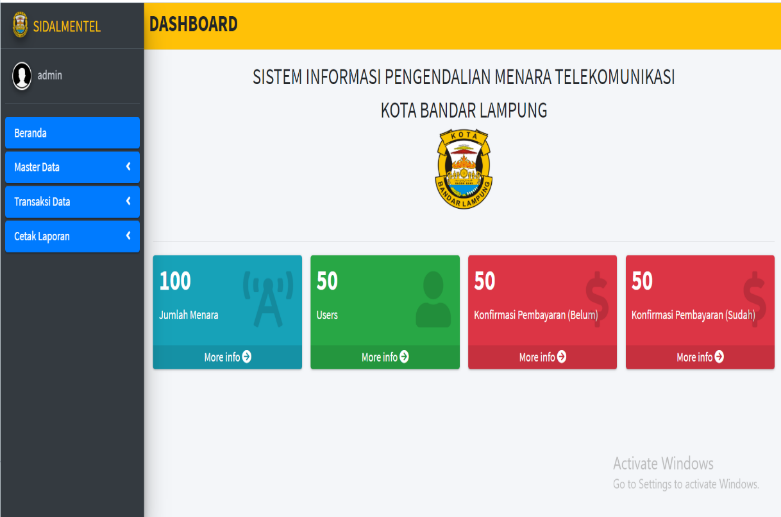 SIDALMENTEL
DASHBOARD
admin
Beranda
Master Data
Transaksi Data
Cetak Laporan
SISTEM INFORMASI PENGENDALIAN MENARA TELEKOMUNIKASI
KOTA BANDAR LAMPUNG
KOTA
BANDAR LAMPUNG
100
Jumlah Menara
More info
50
Users
More info
50
Konfirmasi Pembayaran (Belum)
More info
50
Konfirmasi Pembayaran (Sudah)
More info
Activate Windows
Go to Settings to activate Windows.